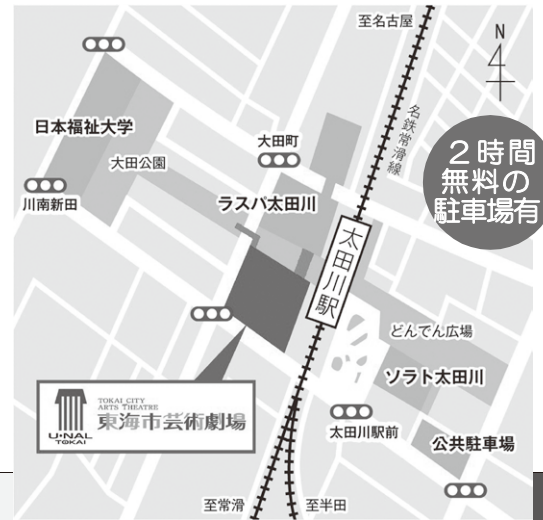 至名古屋
N
名鉄常滑線
日本福祉大学
大田町
2時間
無料の
駐車場有
大田公園
川南新田
ラスパ太田川
太田川駅
どんでん広場
ソラト太田川
U·NAL
TOKAI
TOKAI CITY
ARTS THEATRE
東海市芸術劇場
太田川駅前
公共駐車場
至常滑
至半田